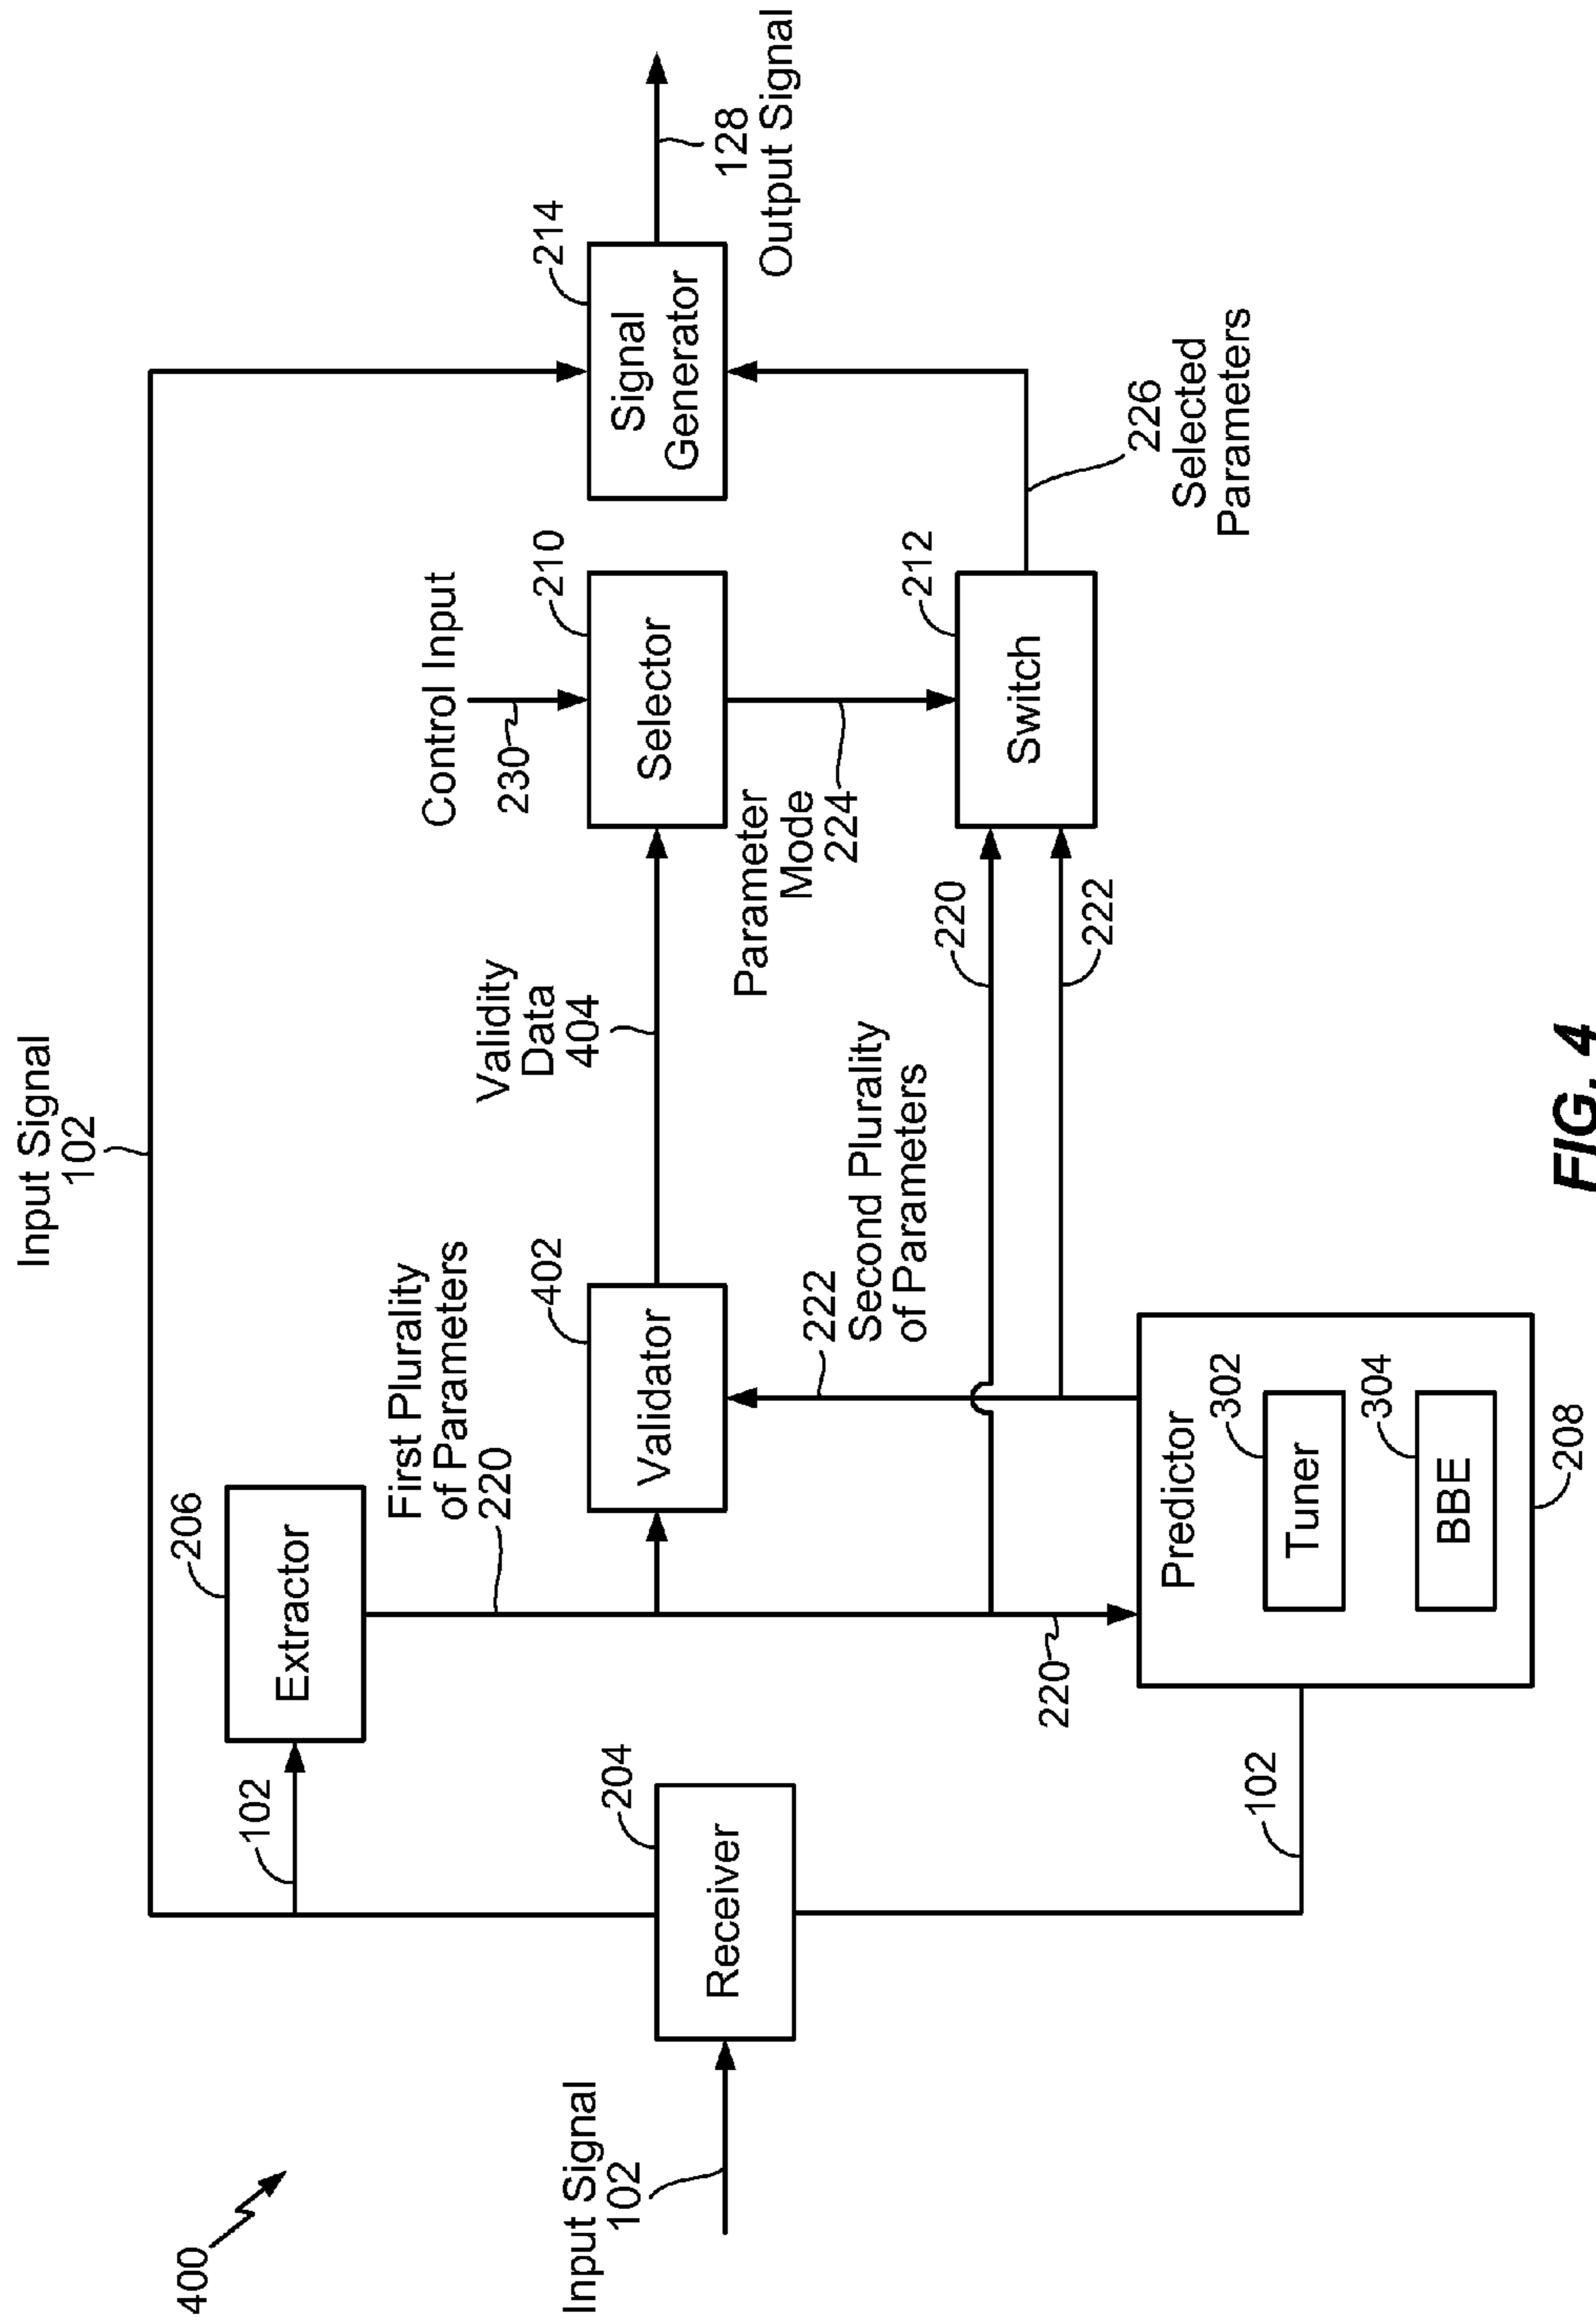 400
Input Signal
102
Input Signal
102
Receiver
204
102
102
Extractor
206
First Plurality
of Parameters
220
220
Validator
402
222
Second Plurality
of Parameters
Predictor
Tuner
302
BBE
304
208
Validity
Data
404
Control Input
230
Selector
210
Parameter
Mode
224
220
222
Switch
212
226
Selected
Parameters
Signal
Generator
214
128
Output Signal
FIG. 4